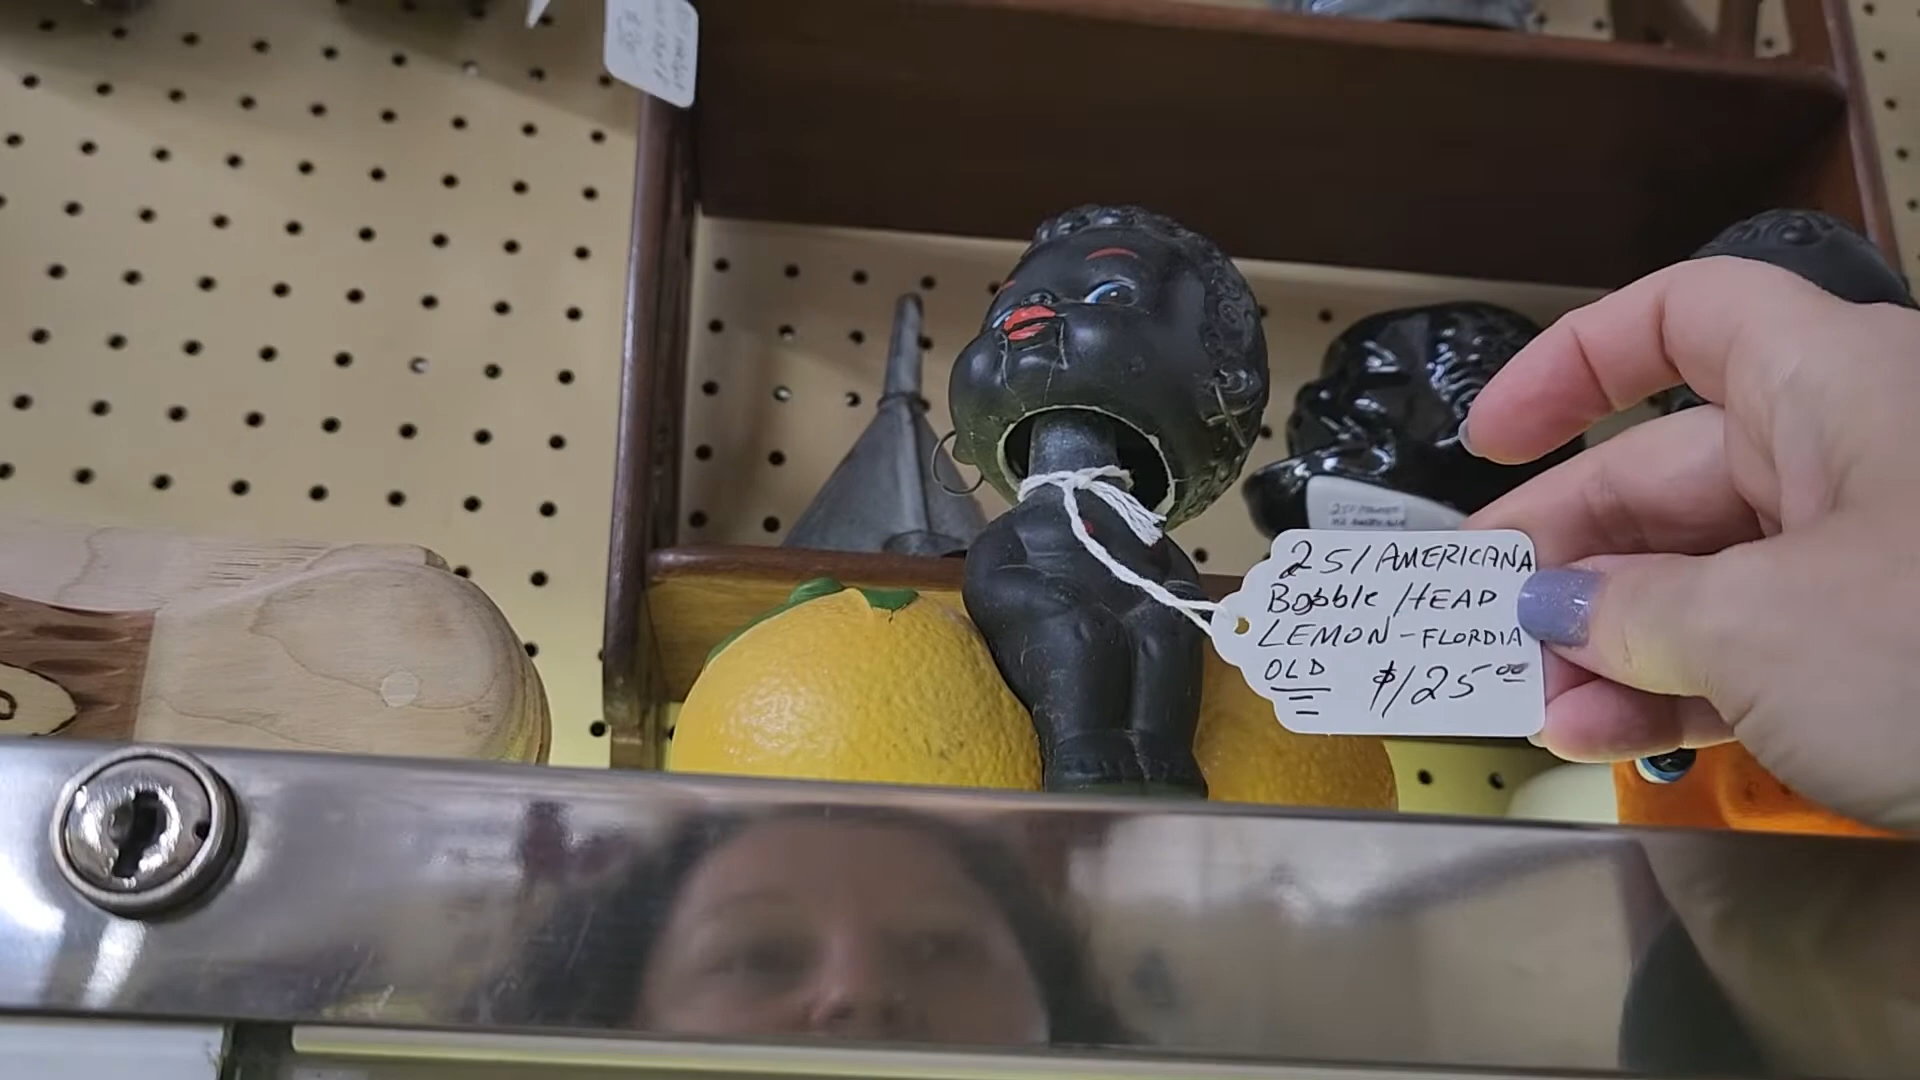 251 AMERICANA
Bobble HEAD
LEMON - FLORDIA
OLD $125.00